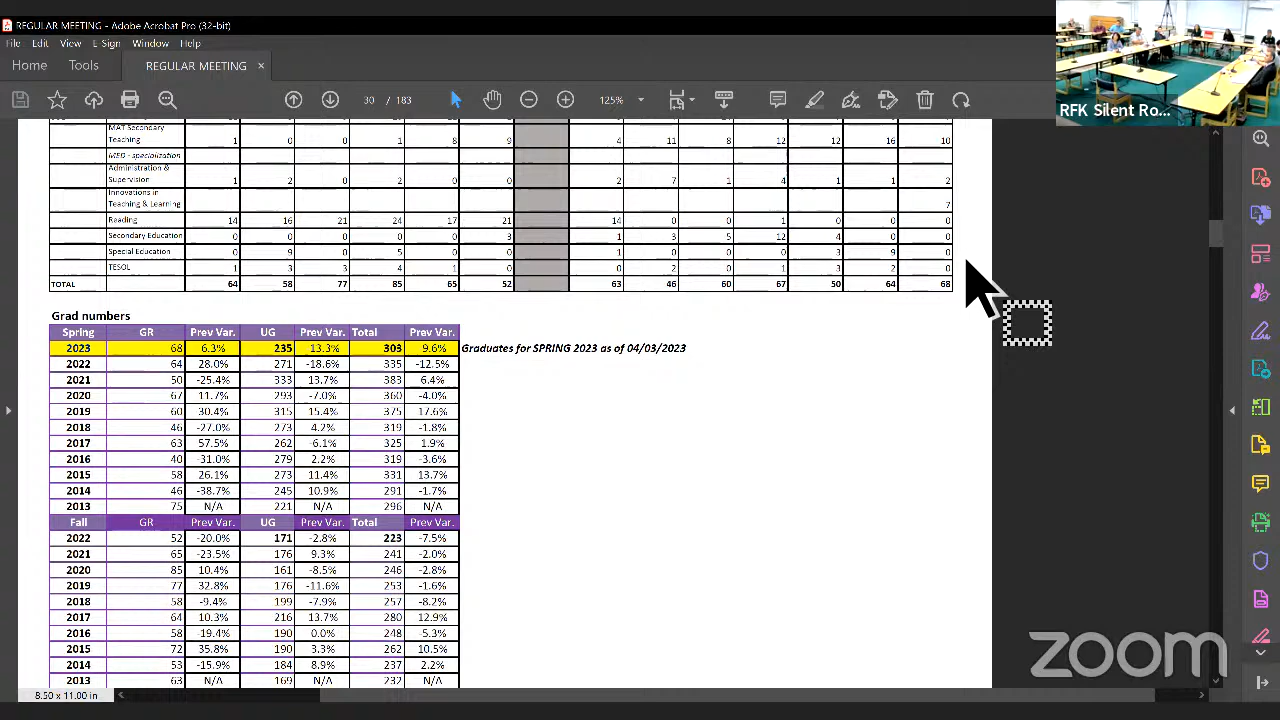 REGULAR MEETING - Adobe Acrobat Pro (32-bit)
File Edit View E-Sign Window Help
Home Tools REGULAR MEETING ×
30 / 183 125%
RFK Silent Ro...
MAT Secondary Teaching 1 0 0 1 8 9 4 11 8 12 12 16 10
MED - specialization
Administration & Supervision 1 2 0 2 0 0 2 7 1 4 1 1 2
Innovations in Teaching & Learning 7
Reading 14 16 21 24 17 21 14 0 0 1 0 0 0
Secondary Education 0 0 0 0 0 3 1 3 5 12 4 0 0
Special Education 0 9 0 5 0 0 1 0 0 0 3 9 0
TESOL 1 3 3 4 1 0 0 2 0 1 3 2 0
TOTAL 64 58 77 85 65 52 63 46 60 67 50 64 68
Grad numbers
Spring GR Prev Var. UG Prev Var. Total Prev Var.
2023 68 6.3% 235 13.3% 303 9.6% Graduates for SPRING 2023 as of 04/03/2023
2022 64 28.0% 271 -18.6% 335 -12.5%
2021 50 -25.4% 333 13.7% 383 6.4%
2020 67 11.7% 293 -7.0% 360 -4.0%
2019 60 30.4% 315 15.4% 375 17.6%
2018 46 -27.0% 273 4.2% 319 -1.8%
2017 63 57.5% 262 -6.1% 325 1.9%
2016 40 -31.0% 279 2.2% 319 -3.6%
2015 58 26.1% 273 11.4% 331 13.7%
2014 46 -38.7% 245 10.9% 291 -1.7%
2013 75 N/A 221 N/A 296 N/A
Fall GR Prev Var. UG Prev Var. Total Prev Var.
2022 52 -20.0% 171 -2.8% 223 -7.5%
2021 65 -23.5% 176 9.3% 241 -2.0%
2020 85 10.4% 161 -8.5% 246 -2.8%
2019 77 32.8% 176 -11.6% 253 -1.6%
2018 58 -9.4% 199 -7.9% 257 -8.2%
2017 64 10.3% 216 13.7% 280 12.9%
2016 58 -19.4% 190 0.0% 248 -5.3%
2015 72 35.8% 190 3.3% 262 10.5%
2014 53 -15.9% 184 8.9% 237 2.2%
2013 63 N/A 169 N/A 232 N/A
zoom
8.50 x 11.00 in